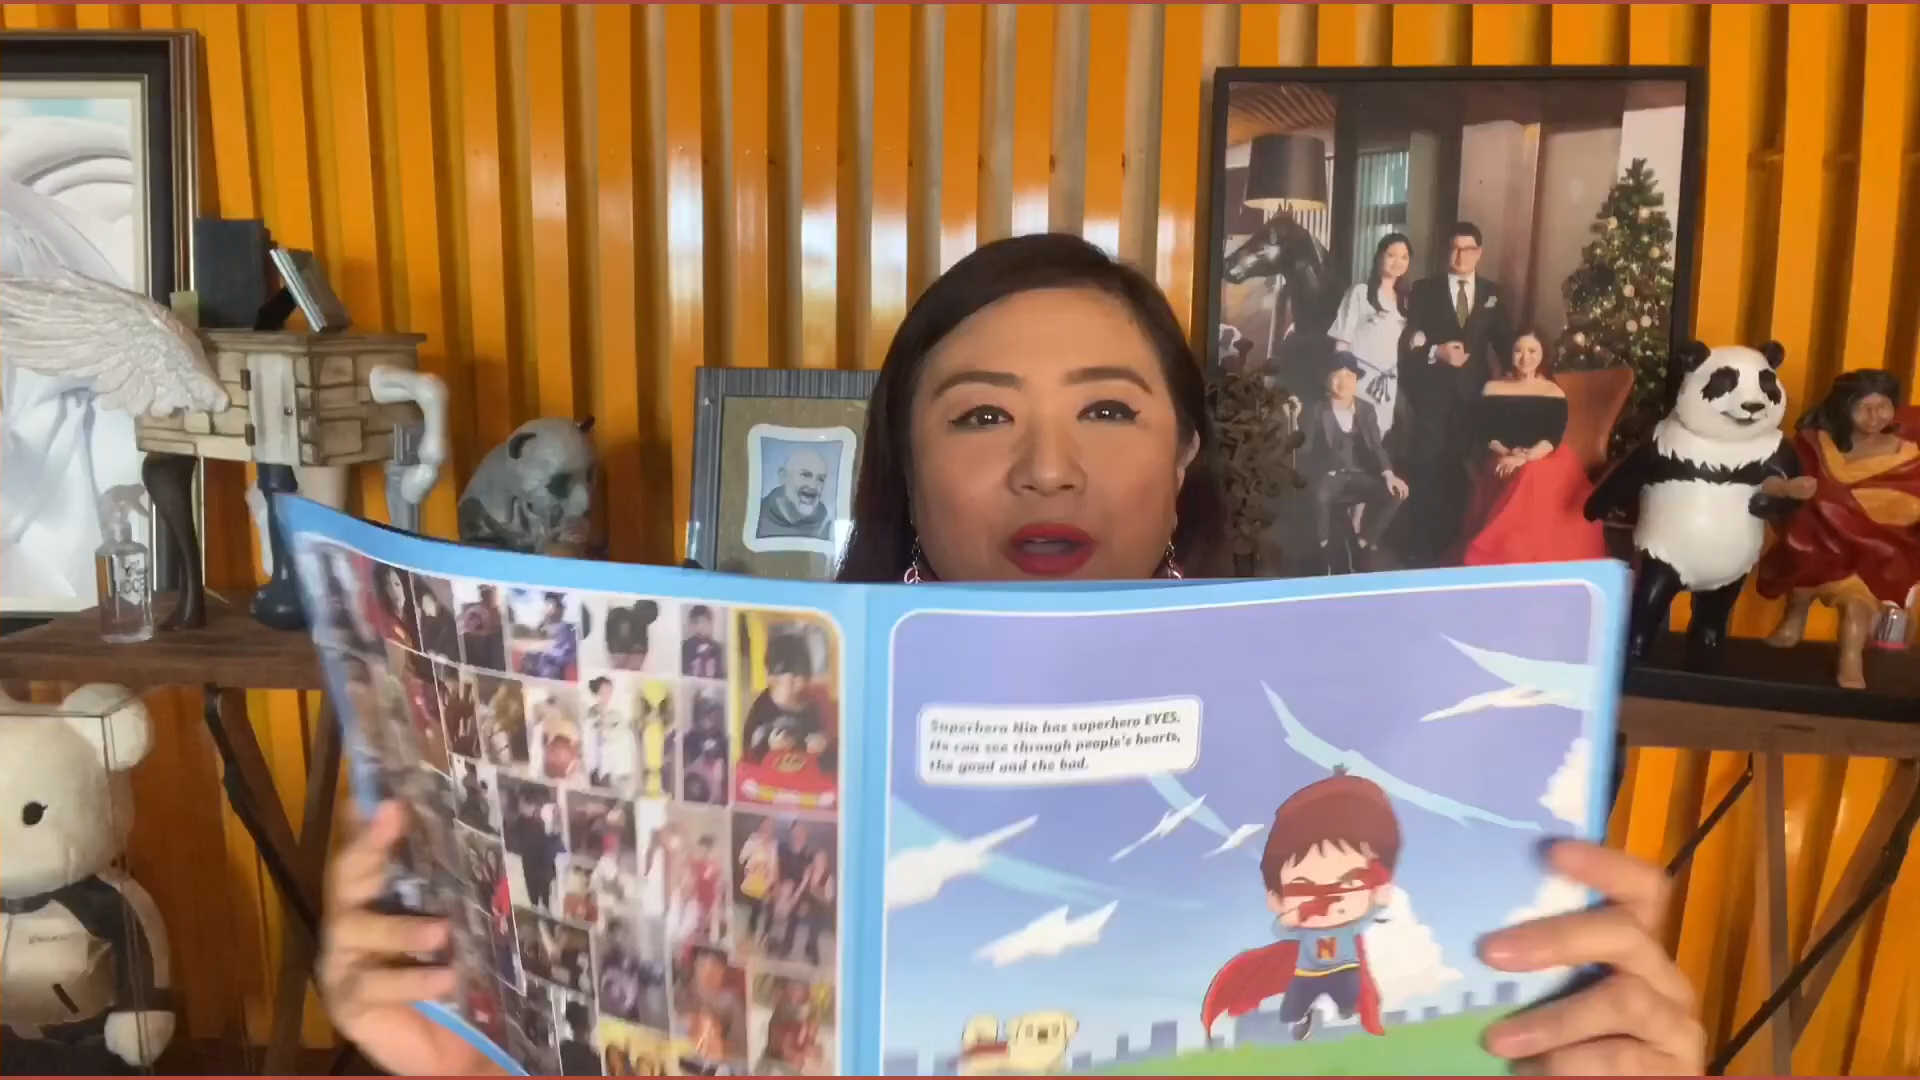 Superhero Nio has superhero EYES.
He can see through people's hearts,
the good and the bad.
N